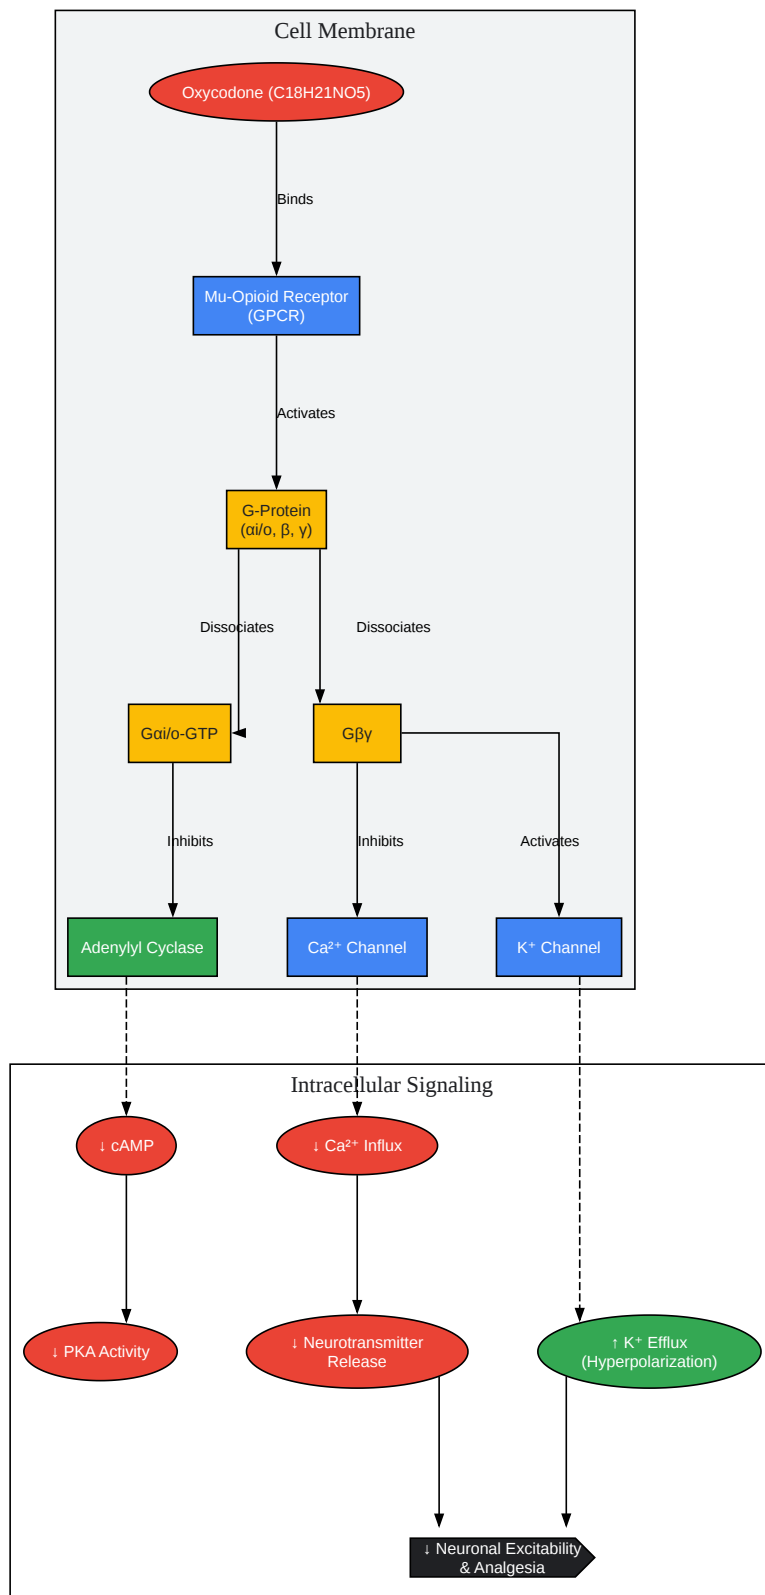 Cell Membrane
Oxycodone (C18H21NO5)
Binds
Mu-Opioid Receptor
(GPCR)
Activates
G-Protein
(αi/o, β, γ)
Dissociates
Dissociates
Gαi/o-GTP
Gβγ
Inhibits
Inhibits
Activates
Adenylyl Cyclase
Ca²⁺ Channel
K⁺ Channel
Intracellular Signaling
↓ cAMP
↓ Ca²⁺ Influx
↓ PKA Activity
↓ Neurotransmitter
Release
↑ K⁺ Efflux
(Hyperpolarization)
↓ Neuronal Excitability
& Analgesia